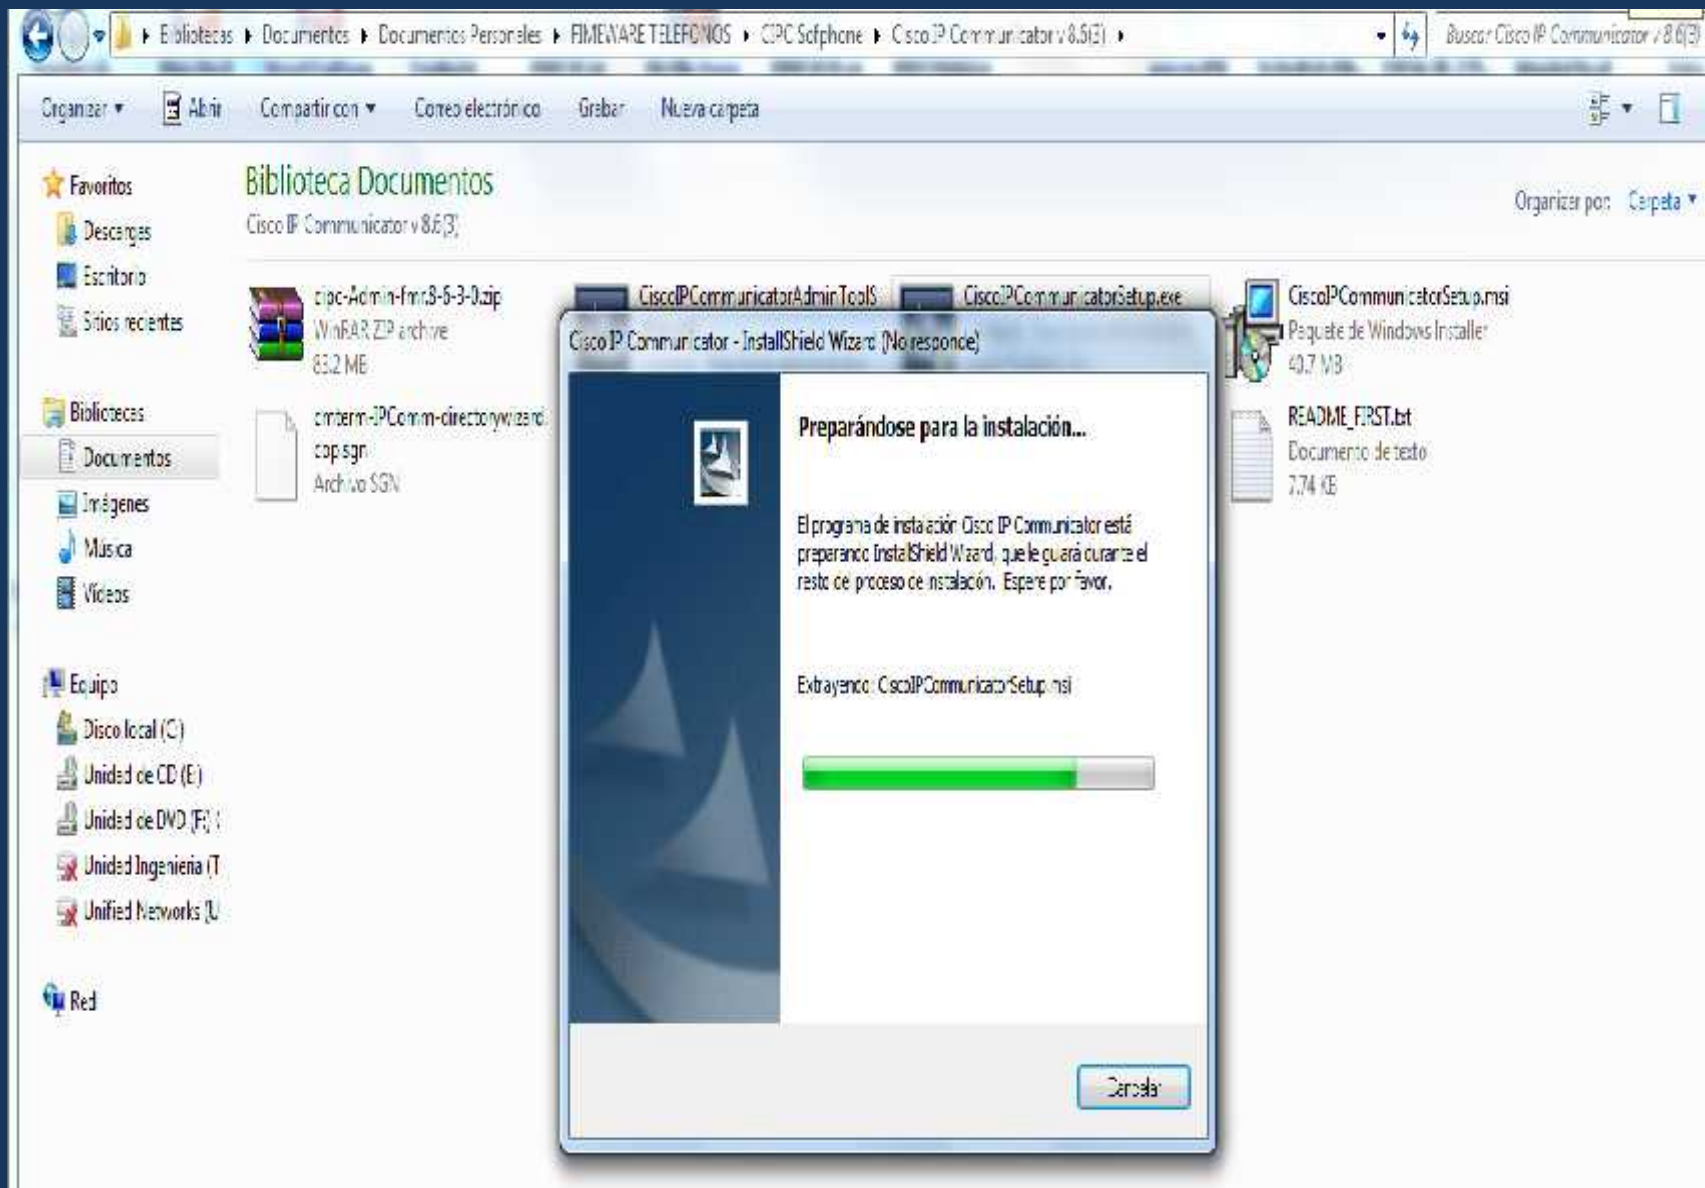 Bibliotecas ▸ Documentos ▸ Documentos Personales ▸ FIMEWARE TELEFONOS ▸ CIPC Sofphone ▸ Cisco IP Communicator v 8.6(3) ▸
Buscar Cisco IP Communicator v 8.6(3)
Organizar
Abrir
Compartir con
Correo electrónico
Grabar
Nueva carpeta
Favoritos
Descargas
Escritorio
Sitios recientes
Bibliotecas
Documentos
Imágenes
Música
Vídeos
Equipo
Disco local (C:)
Unidad de CD (E:)
Unidad de DVD (F:)
Unidad Ingenieria (T
Unified Networks (U
Red
Biblioteca Documentos
Cisco IP Communicator v 8.6(3)
Organizar por: Carpeta
cipc-Admin-fmr.8-6-3-0.zip
WinRAR ZIP archive
83.2 MB
CiscoIPCommunicatorAdminToolS
CiscoIPCommunicatorSetup.exe
CiscoIPCommunicatorSetup.msi
Paquete de Windows Installer
40.7 MB
cmterm-IPComm-directorywizard.
cop.sgn
Archivo SGN
README_FIRST.txt
Documento de texto
7.74 KB
Cisco IP Communicator - InstallShield Wizard (No responde)
Preparándose para la instalación...
El programa de instalación Cisco IP Communicator está
preparando InstallShield Wizard, que le guiará durante el
resto del proceso de instalación. Espere por favor.
Extrayendo: CiscoIPCommunicatorSetup.msi
Cancelar